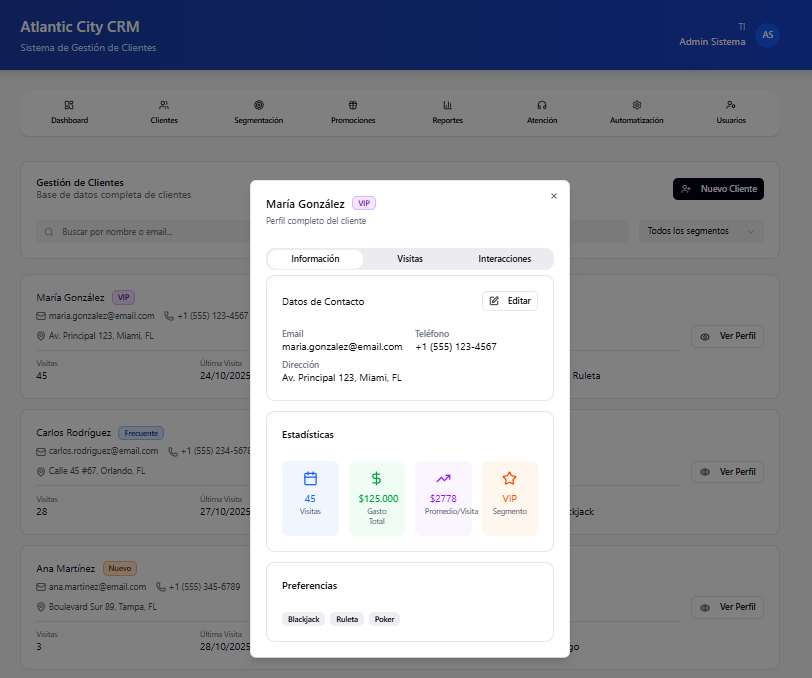 Atlantic City CRM
Sistema de Gestión de Clientes
TI
Admin Sistema
AS
Dashboard
Clientes
Segmentación
Promociones
Reportes
Atención
Automatización
Usuarios
Gestión de Clientes
Base de datos completa de clientes
Nuevo Cliente
Buscar por nombre o email...
Todos los segmentos
María González VIP
maria.gonzalez@email.com +1 (555) 123-4567
Av. Principal 123, Miami, FL
Ver Perfil
Visitas
45
Última Visita
24/10/2025
Ruleta
Carlos Rodríguez Frecuente
carlos.rodriguez@email.com +1 (555) 234-5678
Calle 45 #67, Orlando, FL
Ver Perfil
Visitas
28
Última Visita
27/10/2025
ckjack
Ana Martínez Nuevo
ana.martinez@email.com +1 (555) 345-6789
Boulevard Sur 89, Tampa, FL
Ver Perfil
Visitas
3
Última Visita
28/10/2025
go
María González VIP
Perfil completo del cliente
×
Información Visitas Interacciones
Datos de Contacto
Editar
Email
maria.gonzalez@email.com
Teléfono
+1 (555) 123-4567
Dirección
Av. Principal 123, Miami, FL
Estadísticas
45
Visitas
$125.000
Gasto
Total
$2778
Promedio/Visita
VIP
Segmento
Preferencias
Blackjack Ruleta Poker